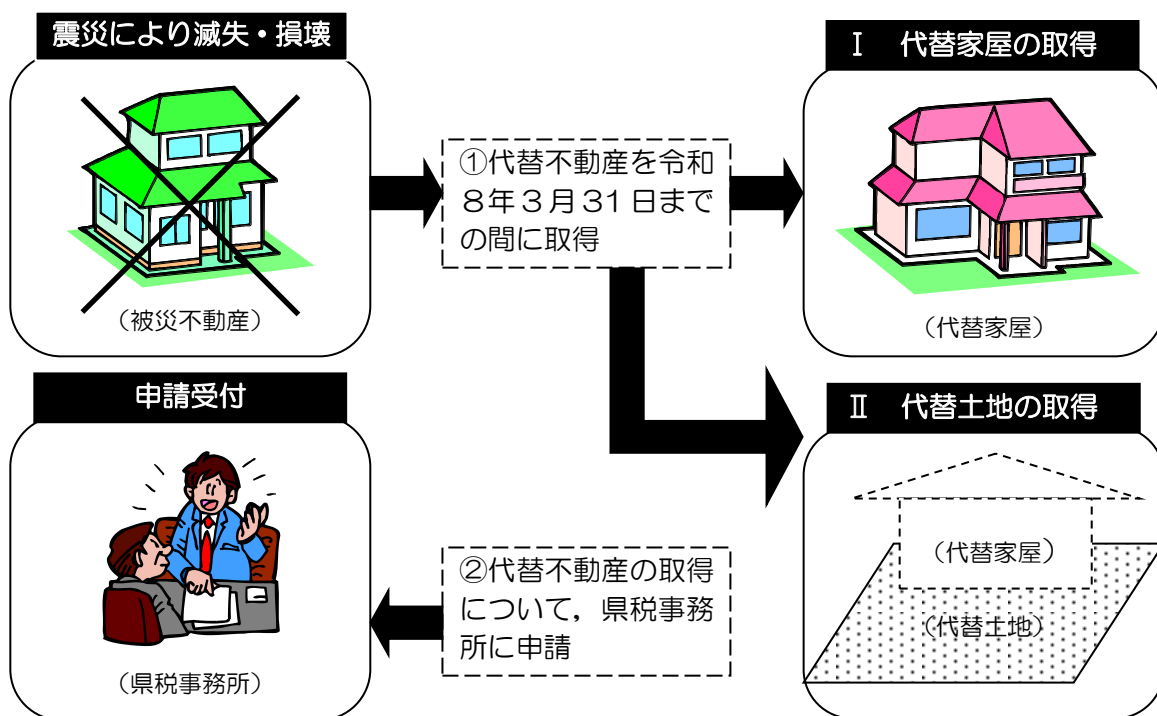 震災により滅失・損壊
（被災不動産）
①代替不動産を令和
８年３月31日まで
の間に取得
Ⅰ　代替家屋の取得
（代替家屋）
Ⅱ　代替土地の取得
（代替家屋）
（代替土地）
②代替不動産の取得
について，県税事務
所に申請
申請受付
（県税事務所）